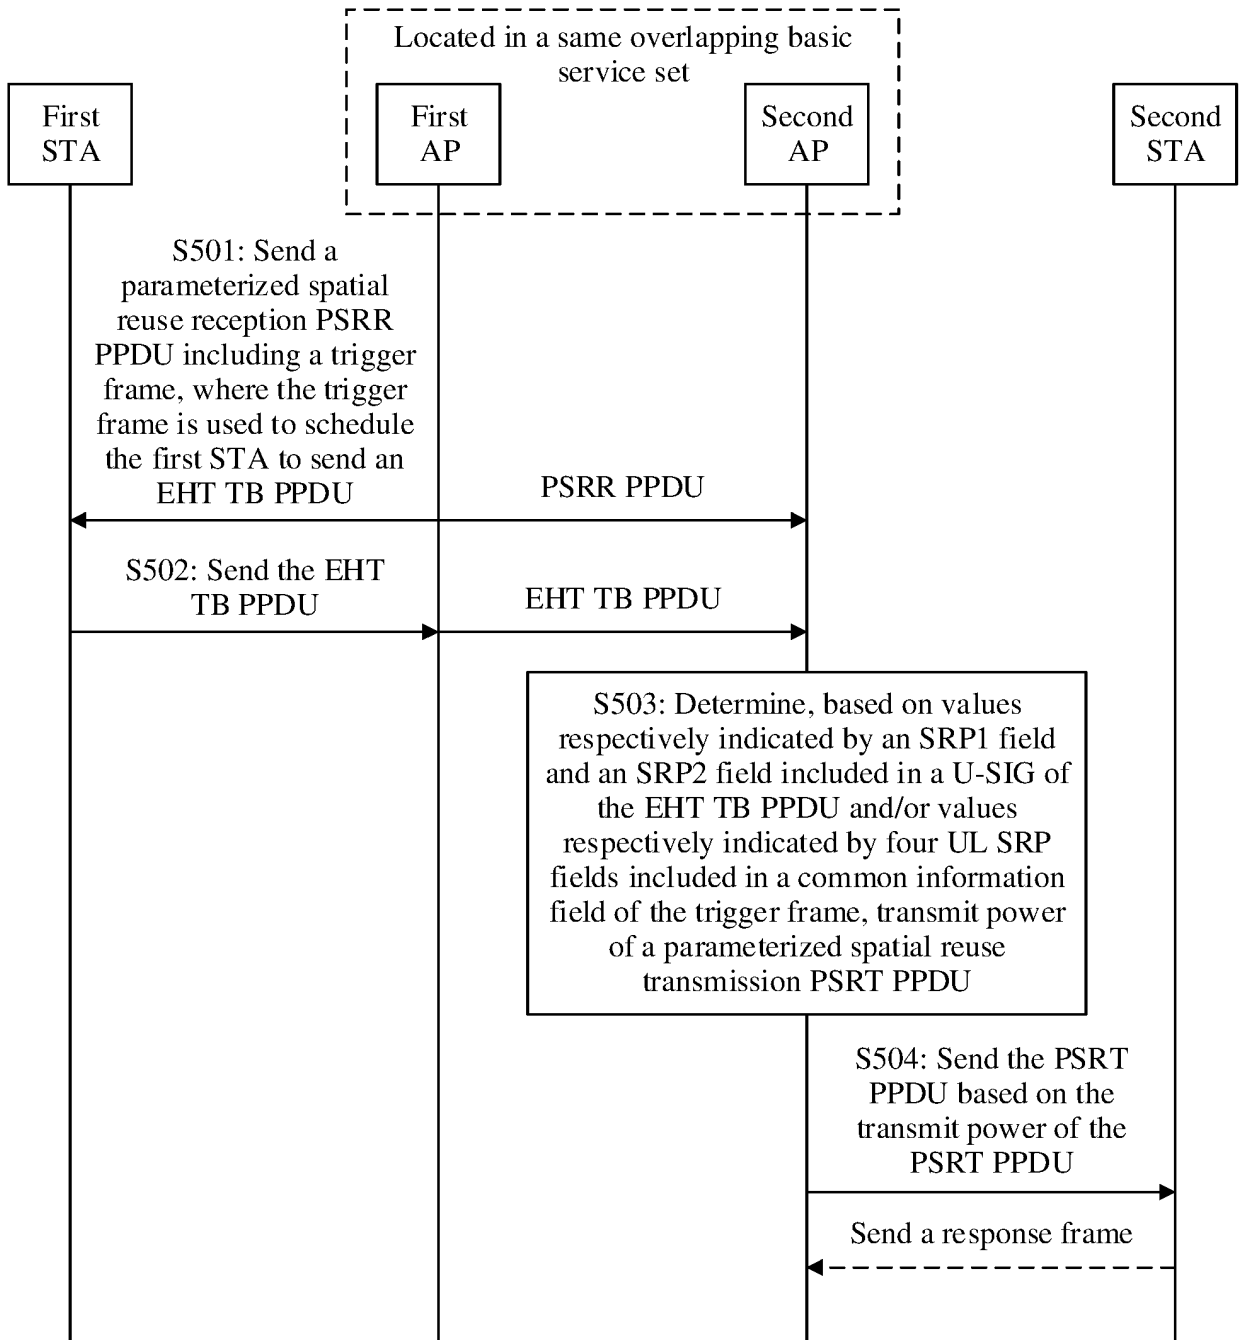 Located in a same overlapping basic
service set
First
STA
First
AP
Second
AP
Second
STA
S501: Send a
parameterized spatial
reuse reception PSRR
PPDU including a trigger
frame, where the trigger
frame is used to schedule
the first STA to send an
EHT TB PPDU
PSRR PPDU
S502: Send the EHT
TB PPDU
EHT TB PPDU
S503: Determine, based on values
respectively indicated by an SRP1 field
and an SRP2 field included in a U-SIG of
the EHT TB PPDU and/or values
respectively indicated by four UL SRP
fields included in a common information
field of the trigger frame, transmit power
of a parameterized spatial reuse
transmission PSRT PPDU
S504: Send the PSRT
PPDU based on the
transmit power of the
PSRT PPDU
Send a response frame